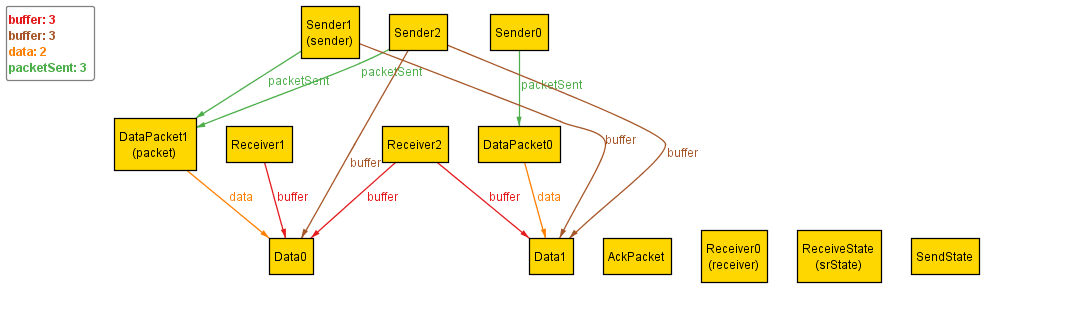 buffer: 3
buffer: 3
data: 2
packetSent: 3
Sender1
(sender)
Sender2
Sender0
packetSent
packetSent
packetSent
DataPacket1
(packet)
Receiver1
Receiver2
DataPacket0
buffer
buffer
buffer
data
buffer
buffer
buffer
data
Data0
Data1
AckPacket
Receiver0
(receiver)
ReceiveState
(srState)
SendState